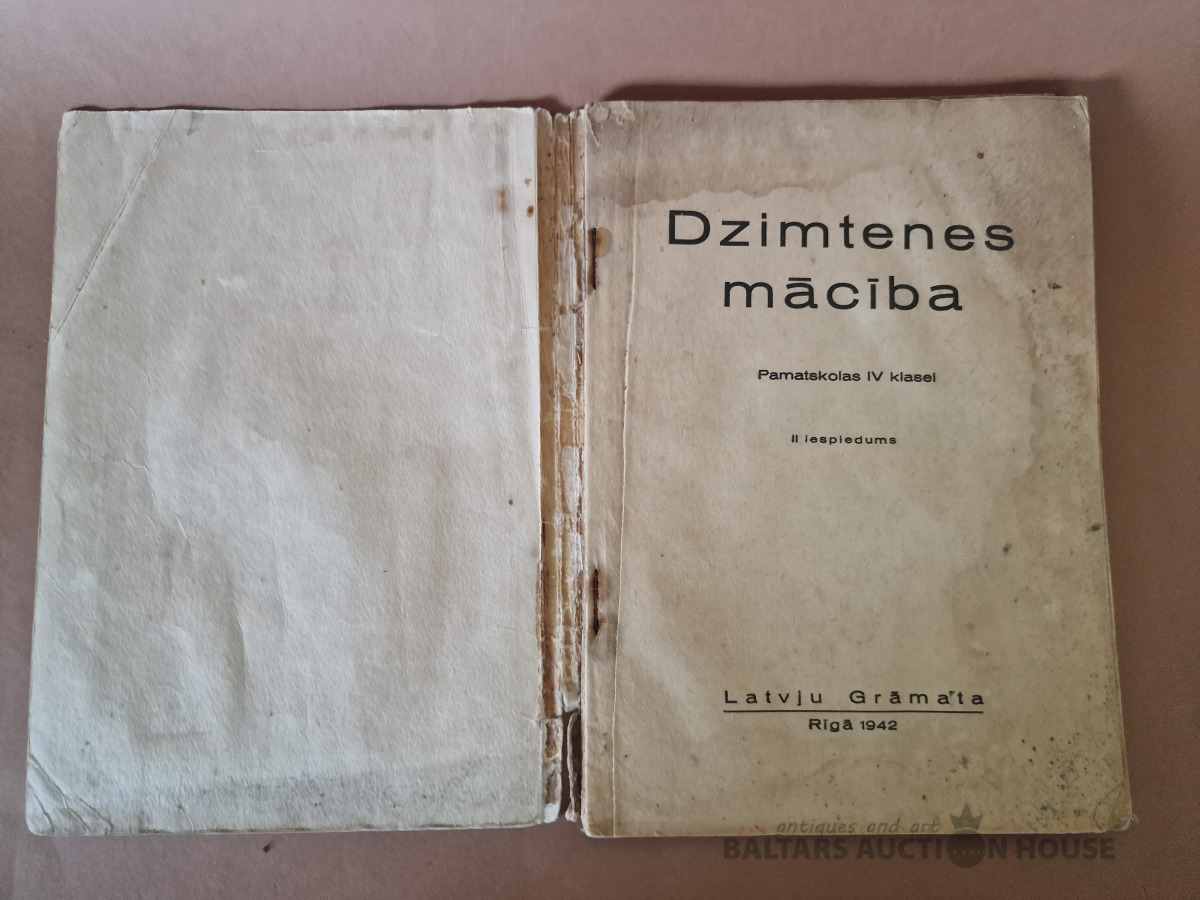 Dzimtenes
mācība
Pamatskolas IV klasei
II iespiedums
Latvju Grāmata
Rīgā 1942
antiques and art
BALTARS AUCTION HOUSE